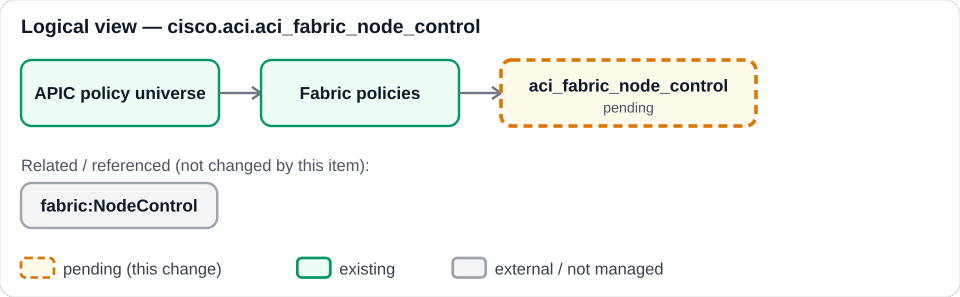 Logical view — cisco.aci.aci_fabric_node_control
APIC policy universe
Fabric policies
aci_fabric_node_control
pending
Related / referenced (not changed by this item):
fabric:NodeControl
pending (this change)
existing
external / not managed